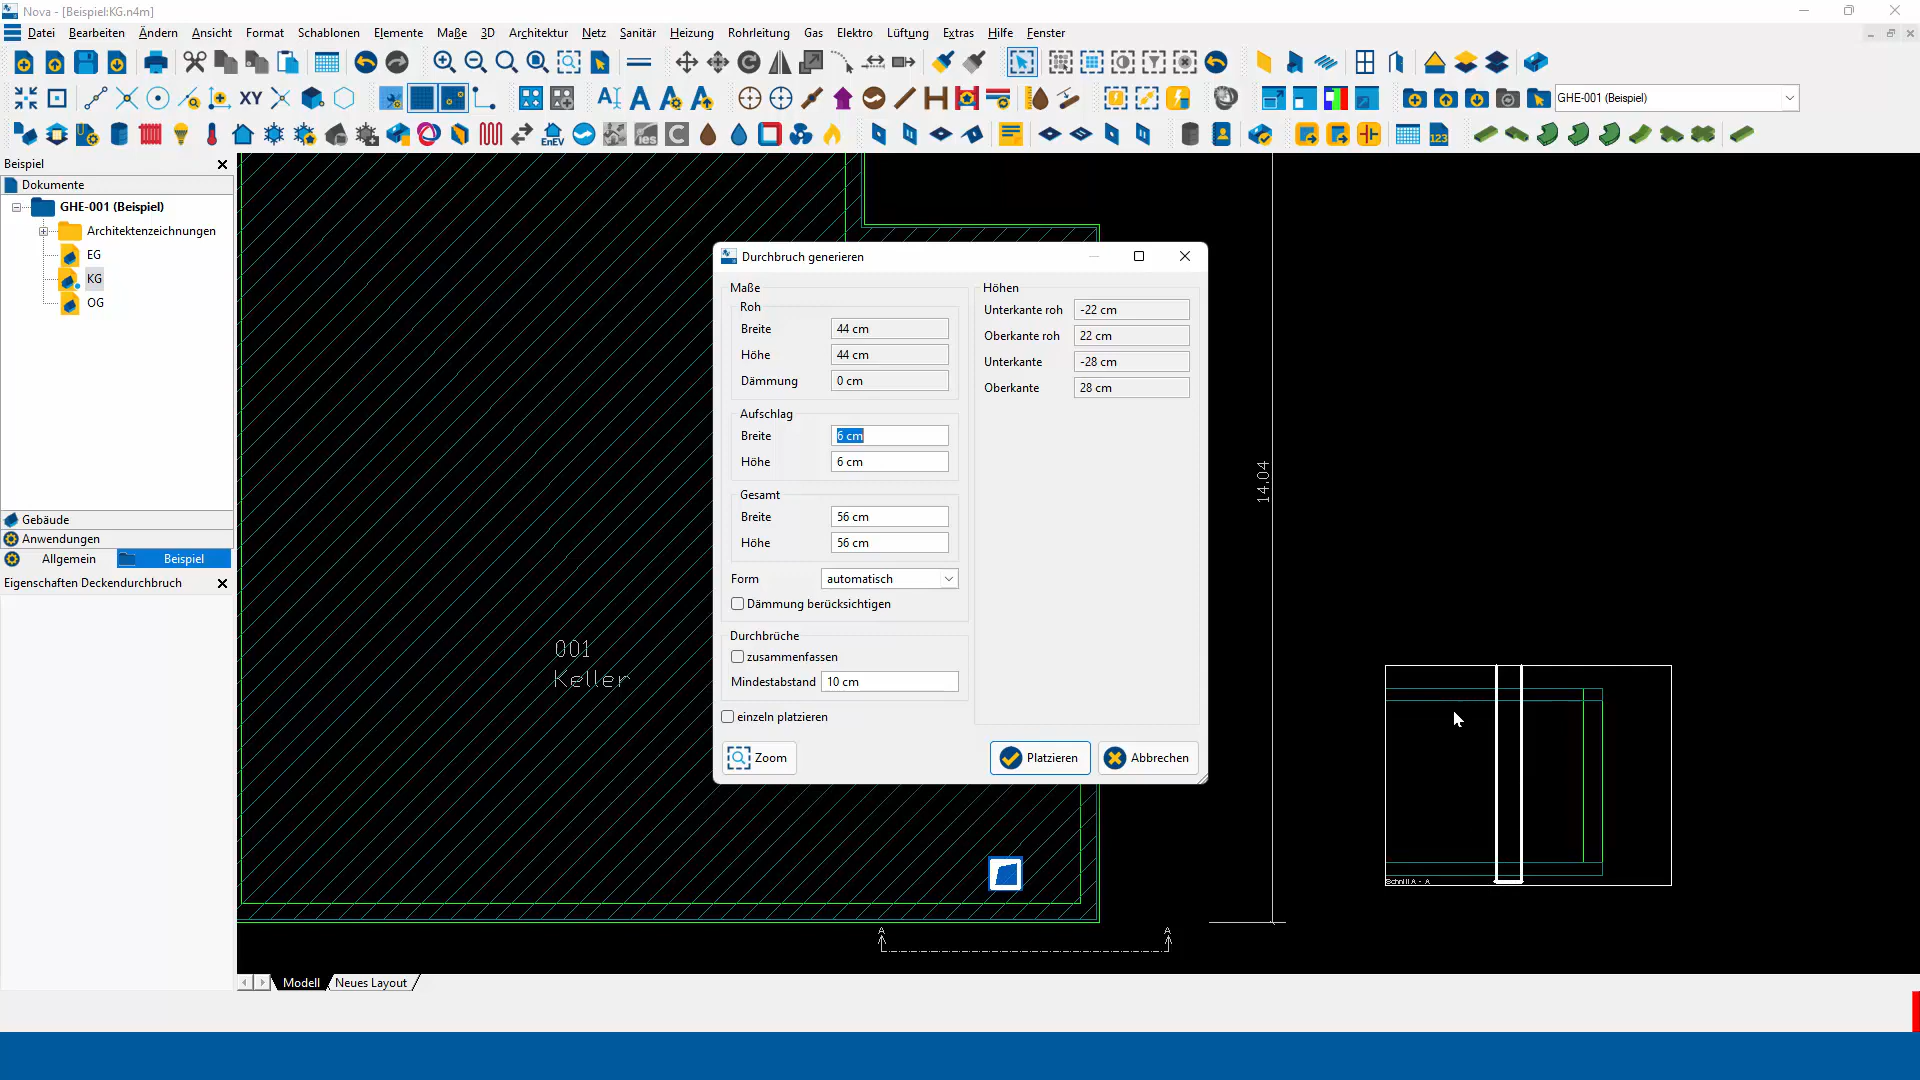 Nova - [Beispiel:KG.n4m]
Datei Bearbeiten Ändern Ansicht Format Schablonen Elemente Maße 3D Architektur Netz Sanitär Heizung Rohrleitung Gas Elektro Lüftung Extras Hilfe Fenster
XY
GHE-001 (Beispiel)
EnEV
ies
123
Beispiel
Dokumente
GHE-001 (Beispiel)
Architektenzeichnungen
EG
KG
OG
Gebäude
Anwendungen
Allgemein Beispiel
Eigenschaften Deckendurchbruch
Durchbruch generieren
Maße
Roh
Breite 44 cm
Höhe 44 cm
Dämmung 0 cm
Aufschlag
Breite 6 cm
Höhe 6 cm
Gesamt
Breite 56 cm
Höhe 56 cm
Form automatisch
Dämmung berücksichtigen
Durchbrüche
zusammenfassen
Mindestabstand 10 cm
einzeln platzieren
Höhen
Unterkante roh -22 cm
Oberkante roh 22 cm
Unterkante -28 cm
Oberkante 28 cm
Zoom Platzieren Abbrechen
001
Keller
14.04
A A
Schnitt A - A
Modell Neues Layout